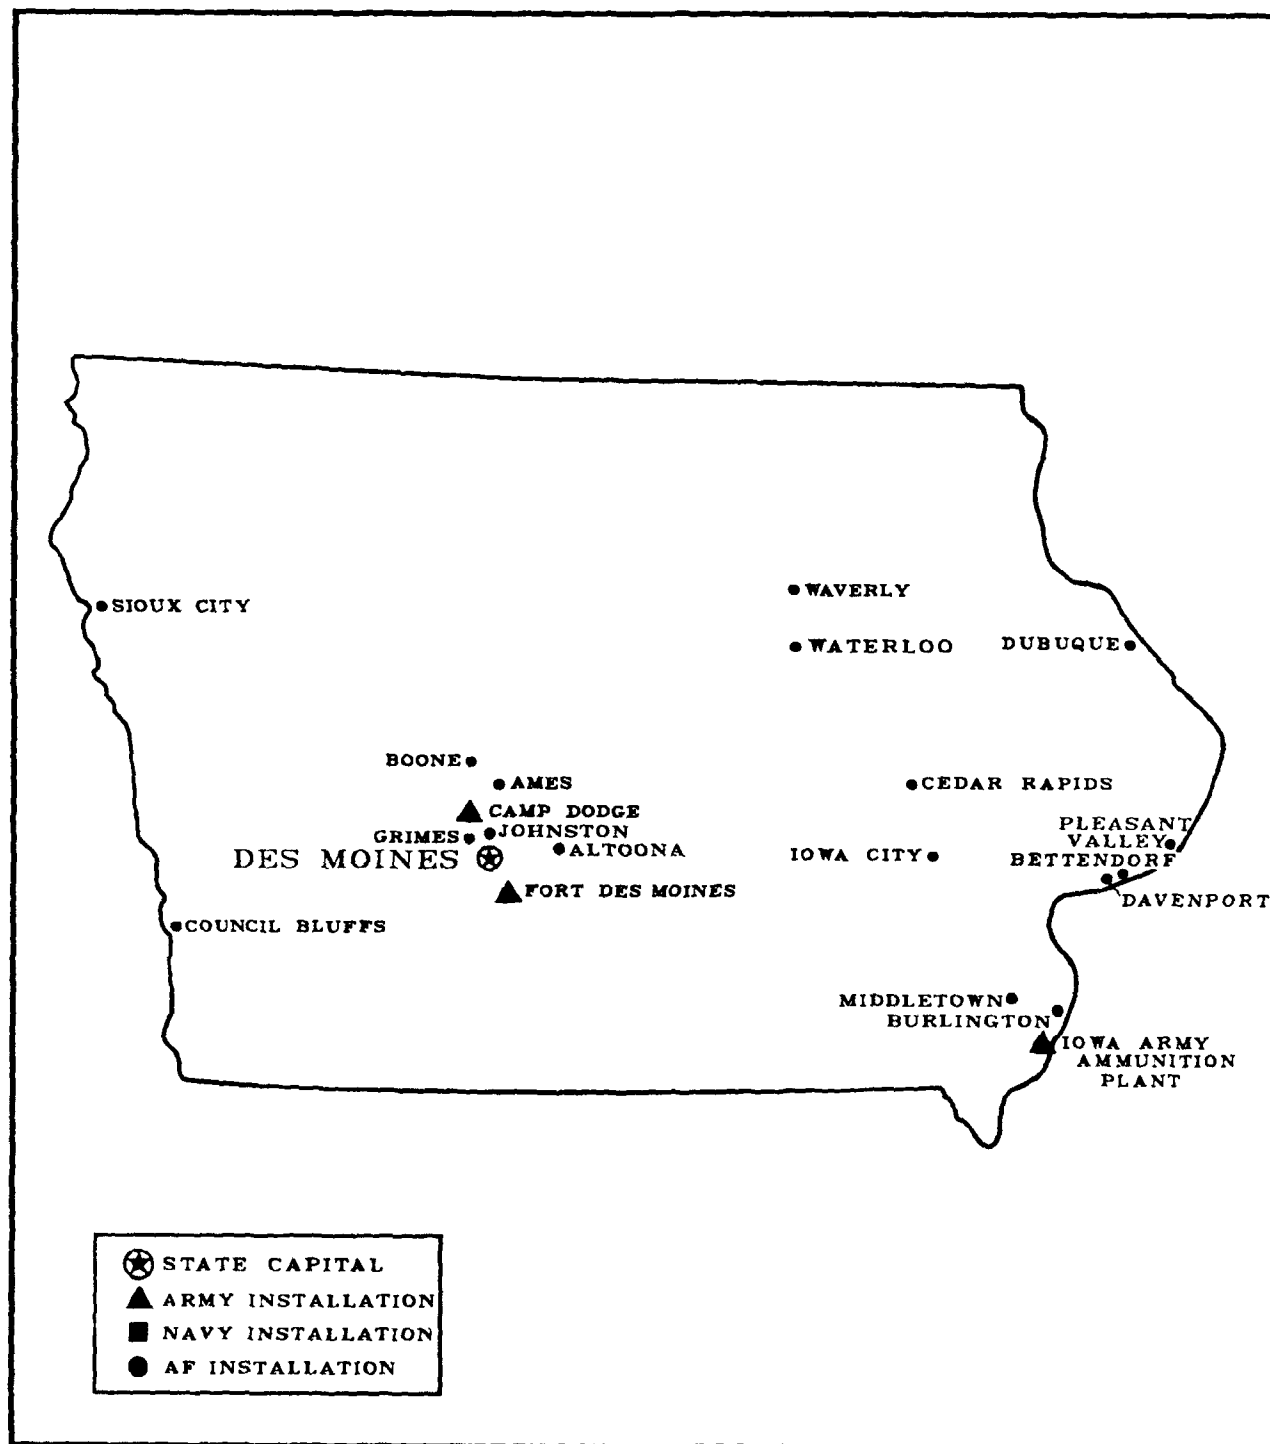 WAVERLY
SIOUX CITY
WATERLOO
DUBUQUE
BOONE
AMES
CEDAR RAPIDS
CAMP DODGE
PLEASANT
VALLEY
JOHNSTON
GRIMES
ALTOONA
IOWA CITY
BETTENDORF
DES MOINES
FORT DES MOINES
DAVENPORT
COUNCIL BLUFFS
MIDDLETOWN
BURLINGTON
IOWA ARMY
AMMUNITION
PLANT
STATE CAPITAL
ARMY INSTALLATION
NAVY INSTALLATION
AF INSTALLATION